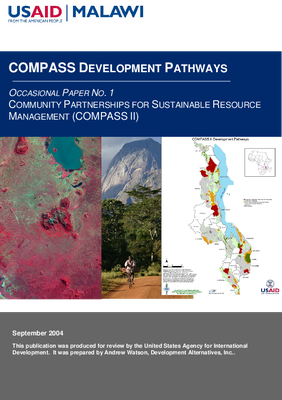 USAID | MALAWI
FROM THE AMERICAN PEOPLE
COMPASS DEVELOPMENT PATHWAYS
OCCASIONAL PAPER NO. 1
COMMUNITY PARTNERSHIPS FOR SUSTAINABLE RESOURCE
MANAGEMENT (COMPASS II)
COMPASS II Development Pathways
USAID
September 2004
This publication was produced for review by the United States Agency for International
Development. It was prepared by Andrew Watson, Development Alternatives, Inc..